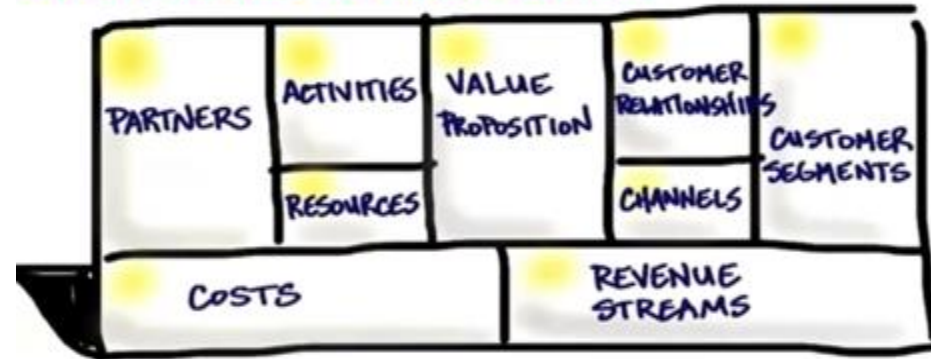 PARTNERS
ACTIVITIES
RESOURCES
VALUE
PROPOSITION
CUSTOMER
RELATIONSHIPS
CHANNELS
CUSTOMER
SEGMENTS
COSTS
REVENUE
STREAMS